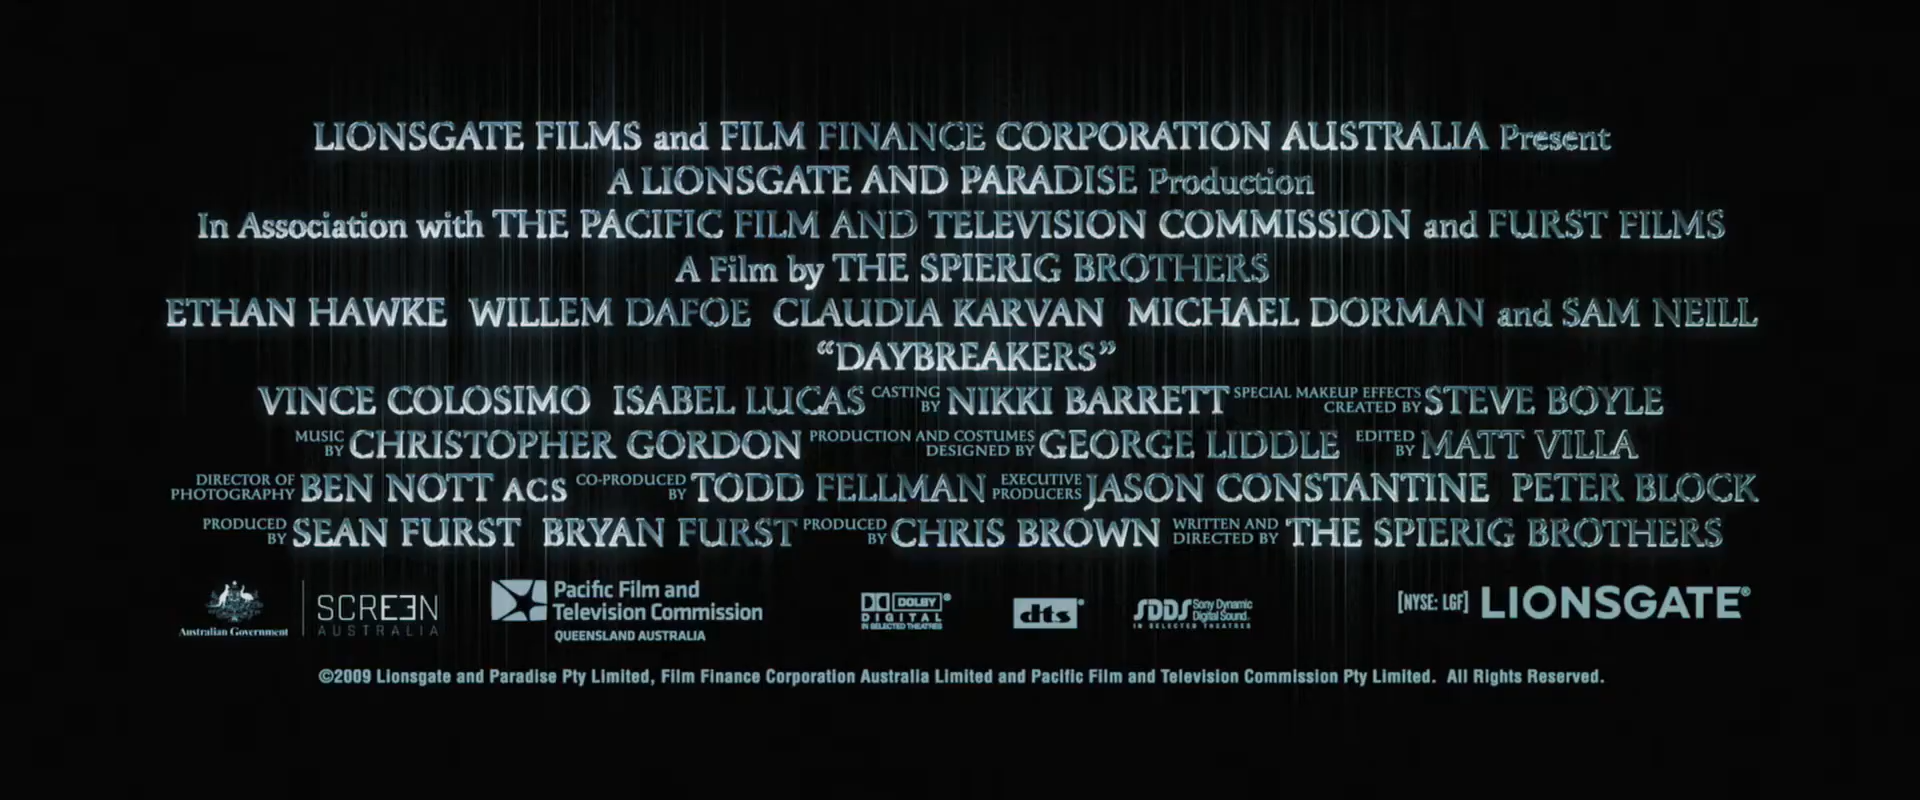 LIONSGATE FILMS and FILM FINANCE CORPORATION AUSTRALIA Present
A LIONSGATE AND PARADISE Production
In Association with THE PACIFIC FILM AND TELEVISION COMMISSION and FURST FILMS
A Film by THE SPIERIG BROTHERS
ETHAN HAWKE WILLEM DAFOE CLAUDIA KARVAN MICHAEL DORMAN and SAM NEILL
“DAYBREAKERS”
VINCE COLOSIMO ISABEL LUCAS CASTING BY NIKKI BARRETT SPECIAL MAKEUP EFFECTS CREATED BY STEVE BOYLE
MUSIC BY CHRISTOPHER GORDON PRODUCTION AND COSTUMES DESIGNED BY GEORGE LIDDLE EDITED BY MATT VILLA
DIRECTOR OF PHOTOGRAPHY BEN NOTT ACS CO-PRODUCED BY TODD FELLMAN EXECUTIVE PRODUCERS JASON CONSTANTINE PETER BLOCK
PRODUCED BY SEAN FURST BRYAN FURST PRODUCED BY CHRIS BROWN WRITTEN AND DIRECTED BY THE SPIERIG BROTHERS
Australian Government
SCREEN
AUSTRALIA
Pacific Film and
Television Commission
QUEENSLAND AUSTRALIA
DOLBY®
DIGITAL
IN SELECTED THEATRES
dts®
SDDS Sony Dynamic
Digital Sound.
IN SELECTED THEATRES
[NYSE: LGF] LIONSGATE®
©2009 Lionsgate and Paradise Pty Limited, Film Finance Corporation Australia Limited and Pacific Film and Television Commission Pty Limited. All Rights Reserved.